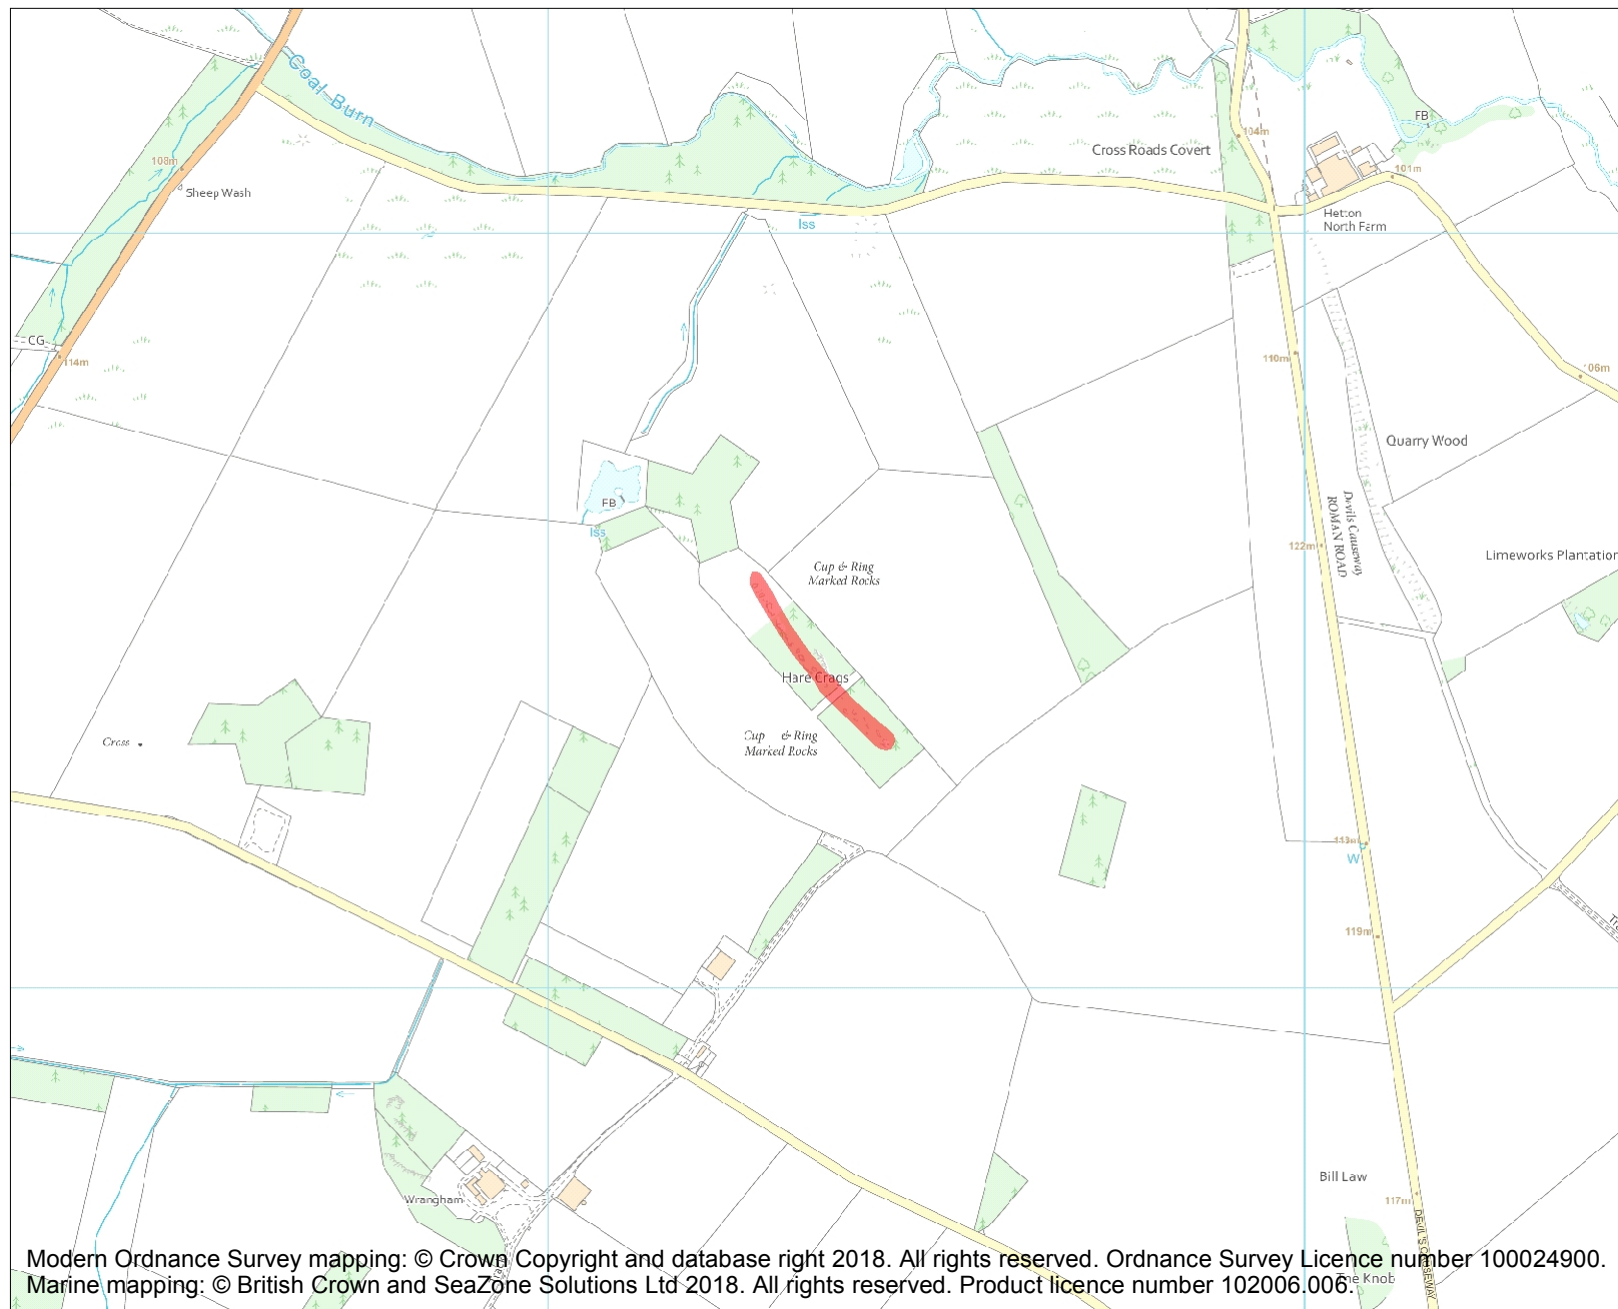 Coal Burn
108m
Sheep Wash
CG
114m
Iss
Cross Roads Covert
104m
FB
101m
Hetton
North Farm
110m
106m
Quarry Wood
Devils Causeway
ROMAN ROAD
122m
Limeworks Plantation
FB
Iss
Cup & Ring
Marked Rocks
Hare Crags
Cup & Ring
Marked Rocks
Cross
113m
W
119m
Wrangham
Bill Law
117m
DEVIL'S CAUSEWAY
Knob
Modern Ordnance Survey mapping: © Crown Copyright and database right 2018. All rights reserved. Ordnance Survey Licence number 100024900.
Marine mapping: © British Crown and SeaZone Solutions Ltd 2018. All rights reserved. Product licence number 102006.006.